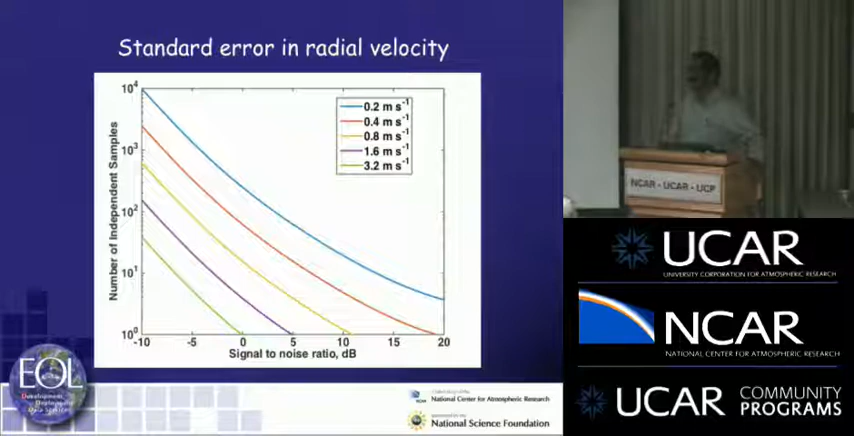 Standard error in radial velocity
Number of Independent Samples
10^4
10^3
10^2
10^1
10^0
0.2 m s^-1
0.4 m s^-1
0.8 m s^-1
1.6 m s^-1
3.2 m s^-1
-10 -5 0 5 10 15 20
Signal to noise ratio, dB
EOL
National Center for Atmospheric Research
National Science Foundation
NCAR - UCAR - UCP
UCAR
UNIVERSITY CORPORATION FOR ATMOSPHERIC RESEARCH
NCAR
NATIONAL CENTER FOR ATMOSPHERIC RESEARCH
UCAR COMMUNITY
PROGRAMS